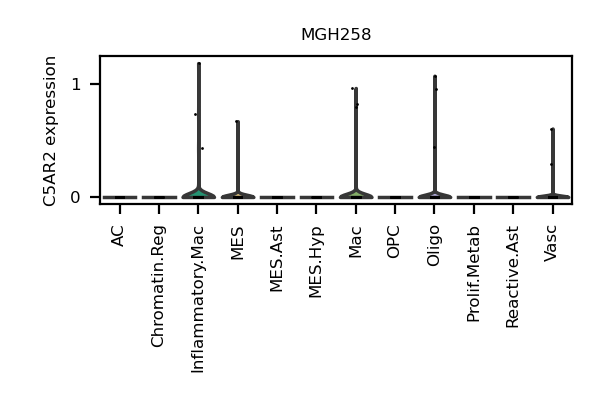 MGH258
C5AR2 expression
1
0
AC
Chromatin.Reg
Inflammatory.Mac
MES
MES.Ast
MES.Hyp
Mac
OPC
Oligo
Prolif.Metab
Reactive.Ast
Vasc